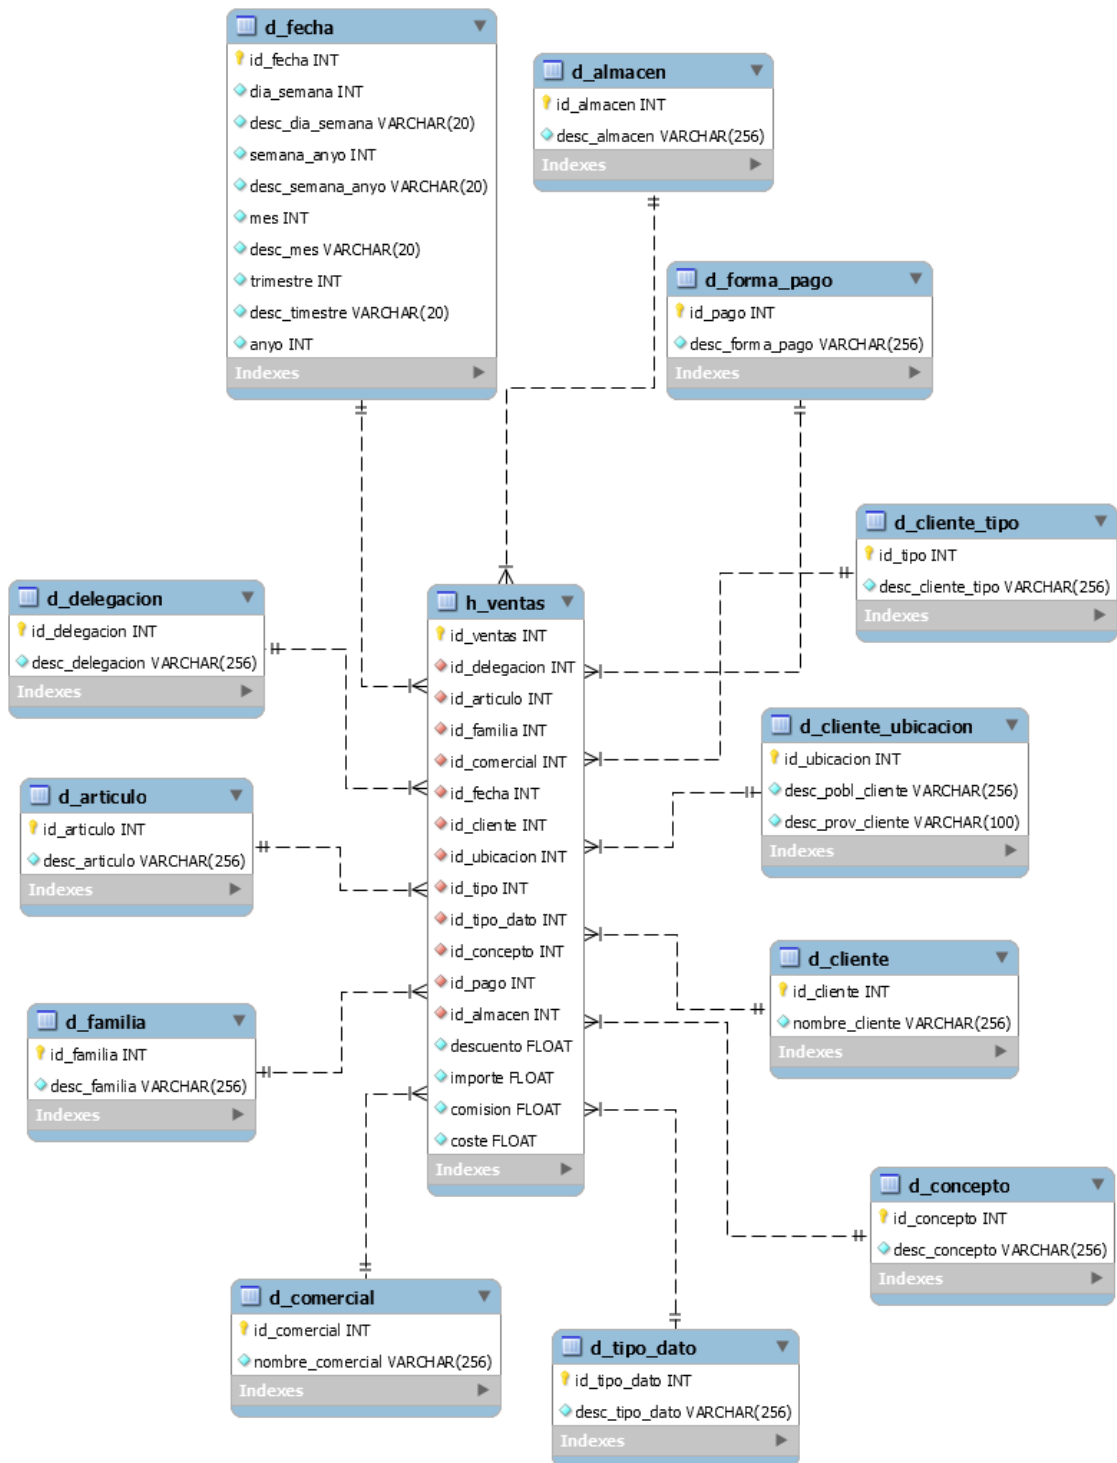 d_fecha
id_fecha INT
dia_semana INT
desc_dia_semana VARCHAR(20)
semana_anyo INT
desc_semana_anyo VARCHAR(20)
mes INT
desc_mes VARCHAR(20)
trimestre INT
desc_timestre VARCHAR(20)
anyo INT
Indexes
d_almacen
id_almacen INT
desc_almacen VARCHAR(256)
Indexes
d_forma_pago
id_pago INT
desc_forma_pago VARCHAR(256)
Indexes
d_cliente_tipo
id_tipo INT
desc_cliente_tipo VARCHAR(256)
Indexes
d_delegacion
id_delegacion INT
desc_delegacion VARCHAR(256)
Indexes
h_ventas
id_ventas INT
id_delegacion INT
id_articulo INT
id_familia INT
id_comercial INT
id_fecha INT
id_cliente INT
id_ubicacion INT
id_tipo INT
id_tipo_dato INT
id_concepto INT
id_pago INT
id_almacen INT
descuento FLOAT
importe FLOAT
comision FLOAT
coste FLOAT
Indexes
d_cliente_ubicacion
id_ubicacion INT
desc_pobl_cliente VARCHAR(256)
desc_prov_cliente VARCHAR(100)
Indexes
d_articulo
id_articulo INT
desc_articulo VARCHAR(256)
Indexes
d_cliente
id_cliente INT
nombre_cliente VARCHAR(256)
Indexes
d_familia
id_familia INT
desc_familia VARCHAR(256)
Indexes
d_concepto
id_concepto INT
desc_concepto VARCHAR(256)
Indexes
d_comercial
id_comercial INT
nombre_comercial VARCHAR(256)
Indexes
d_tipo_dato
id_tipo_dato INT
desc_tipo_dato VARCHAR(256)
Indexes